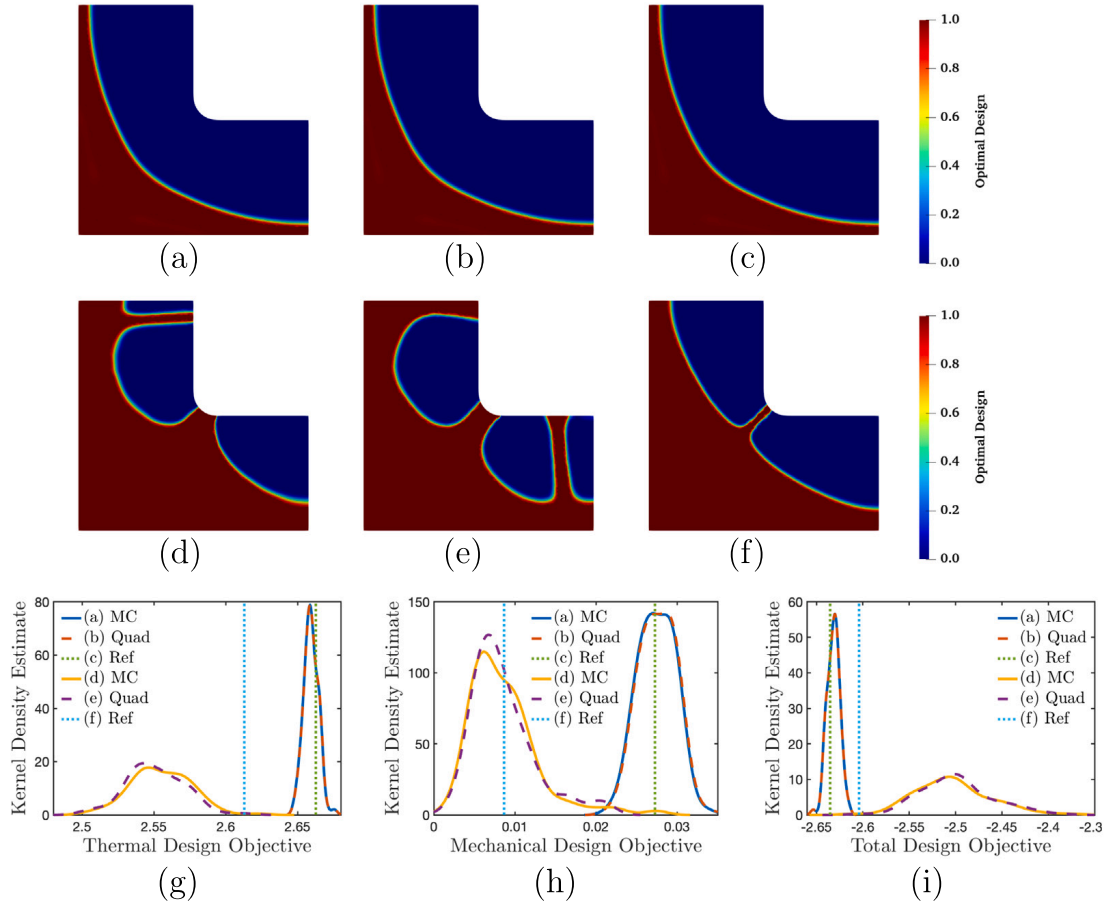 1.0
0.8
0.6
0.4
0.2
0.0
Optimal Design
(a)
(b)
(c)
1.0
0.8
0.6
0.4
0.2
0.0
Optimal Design
(d)
(e)
(f)
Kernel Density Estimate
80
60
40
20
0
(a) MC
(b) Quad
(c) Ref
(d) MC
(e) Quad
(f) Ref
2.5 2.55 2.6 2.65
Thermal Design Objective
(g)
Kernel Density Estimate
150
100
50
0
(a) MC
(b) Quad
(c) Ref
(d) MC
(e) Quad
(f) Ref
0 0.01 0.02 0.03
Mechanical Design Objective
(h)
Kernel Density Estimate
60
50
40
30
20
10
0
(a) MC
(b) Quad
(c) Ref
(d) MC
(e) Quad
(f) Ref
-2.65 -2.6 -2.55 -2.5 -2.45 -2.4 -2.3
Total Design Objective
(i)